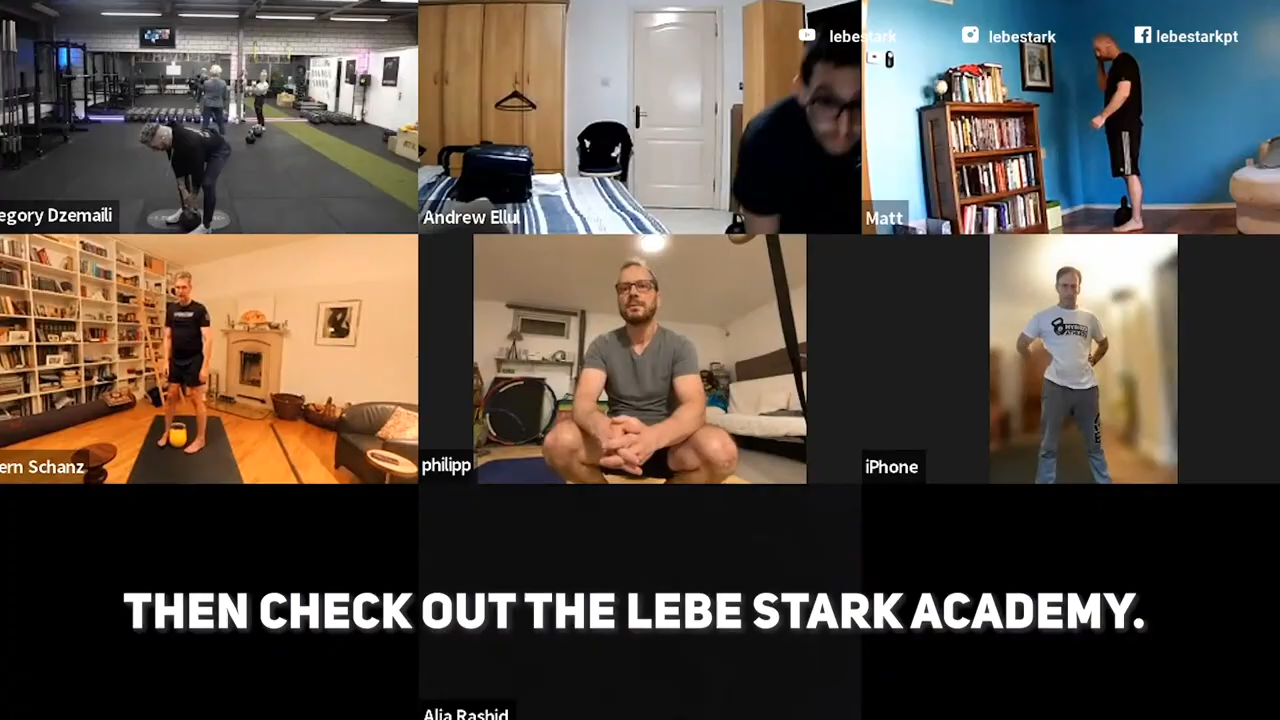 lebestark
lebestark
lebestarkpt
egory Dzemaili
Andrew Ellul
Matt
ern Schanz
philipp
iPhone
THEN CHECK OUT THE LEBE STARK ACADEMY.
Alia Rashid